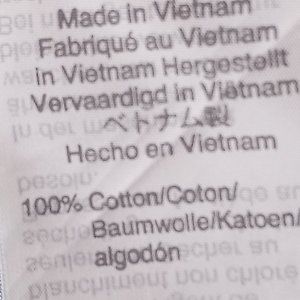 Made in Vietnam
Fabriqué au Vietnam
in Vietnam Hergestellt
Vervaardigd in Vietnam
ベトナム製
Hecho en Vietnam
100% Cotton/Coton/
Baumwolle/Katoen/
algodón